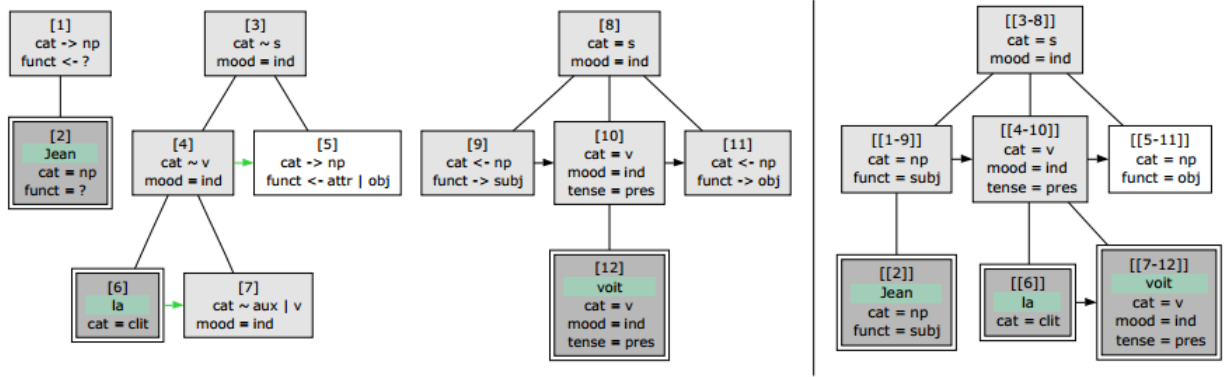 [1]
cat -> np
funct <- ?
[2]
Jean
cat = np
funct = ?
[3]
cat ~ s
mood = ind
[4]
cat ~ v
mood = ind
[5]
cat -> np
funct <- attr | obj
[6]
la
cat = clit
[7]
cat ~ aux | v
mood = ind
[8]
cat = s
mood = ind
[9]
cat <- np
funct -> subj
[10]
cat = v
mood = ind
tense = pres
[11]
cat <- np
funct -> obj
[12]
voit
cat = v
mood = ind
tense = pres
[[3-8]]
cat = s
mood = ind
[[1-9]]
cat = np
funct = subj
[[4-10]]
cat = v
mood = ind
tense = pres
[[5-11]]
cat = np
funct = obj
[[2]]
Jean
cat = np
funct = subj
[[6]]
la
cat = clit
[[7-12]]
voit
cat = v
mood = ind
tense = pres